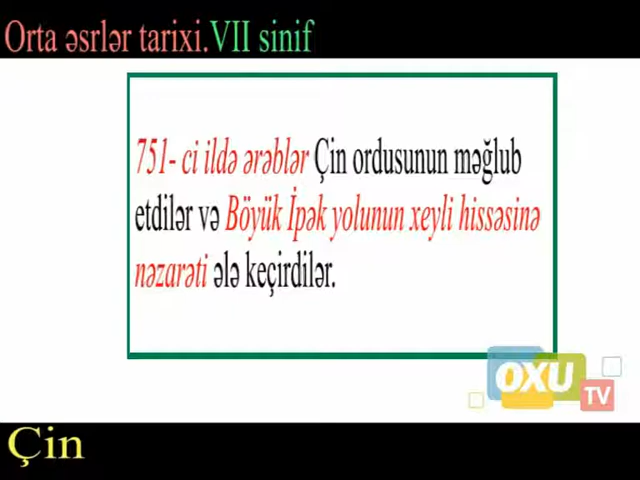 Orta əsrlər tarixi.VII sinif
751- ci ildə ərəblər Çin ordusunun məğlub
etdilər və Böyük İpək yolunun xeyli hissəsinə
nəzarəti ələ keçirdilər.
OXU
TV
Çin